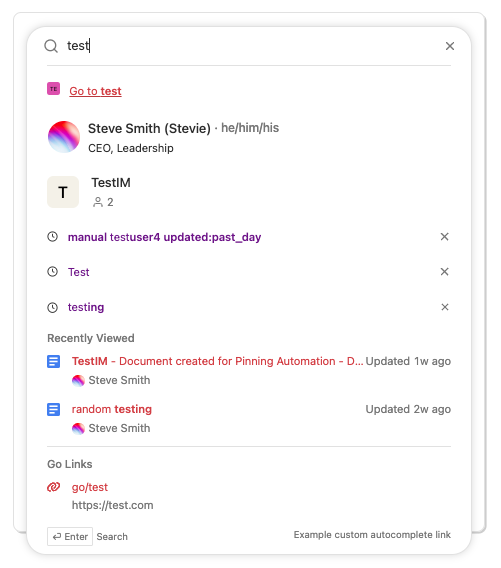 test
TE Go to test
Steve Smith (Stevie) · he/him/his
CEO, Leadership
T TestIM
2
manual testuser4 updated:past_day
Test
testing
Recently Viewed
TestIM - Document created for Pinning Automation - D... Updated 1w ago
Steve Smith
random testing Updated 2w ago
Steve Smith
Go Links
go/test
https://test.com
Enter Search Example custom autocomplete link